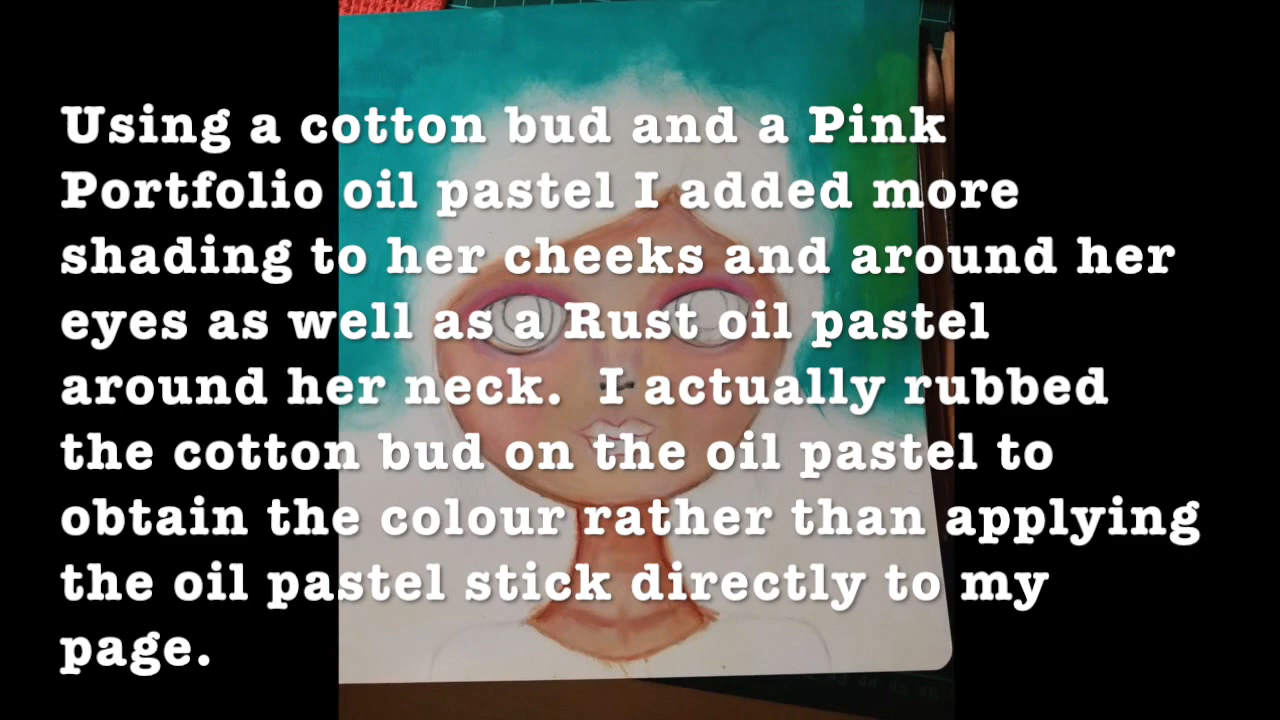 Using a cotton bud and a Pink
Portfolio oil pastel I added more
shading to her cheeks and around her
eyes as well as a Rust oil pastel
around her neck.  I actually rubbed
the cotton bud on the oil pastel to
obtain the colour rather than applying
the oil pastel stick directly to my
page.